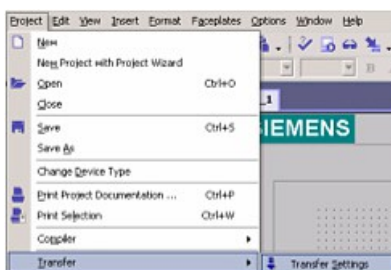 Project Edit View Insert Format Faceplates Options Window Help
New
New Project with Project Wizard
Open Ctrl+O
Close
_1
Save Ctrl+S
SIEMENS
Save As
Change Device Type
Print Project Documentation ... Ctrl+P
Print Selection Ctrl+W
Compiler
Transfer
Transfer Settings